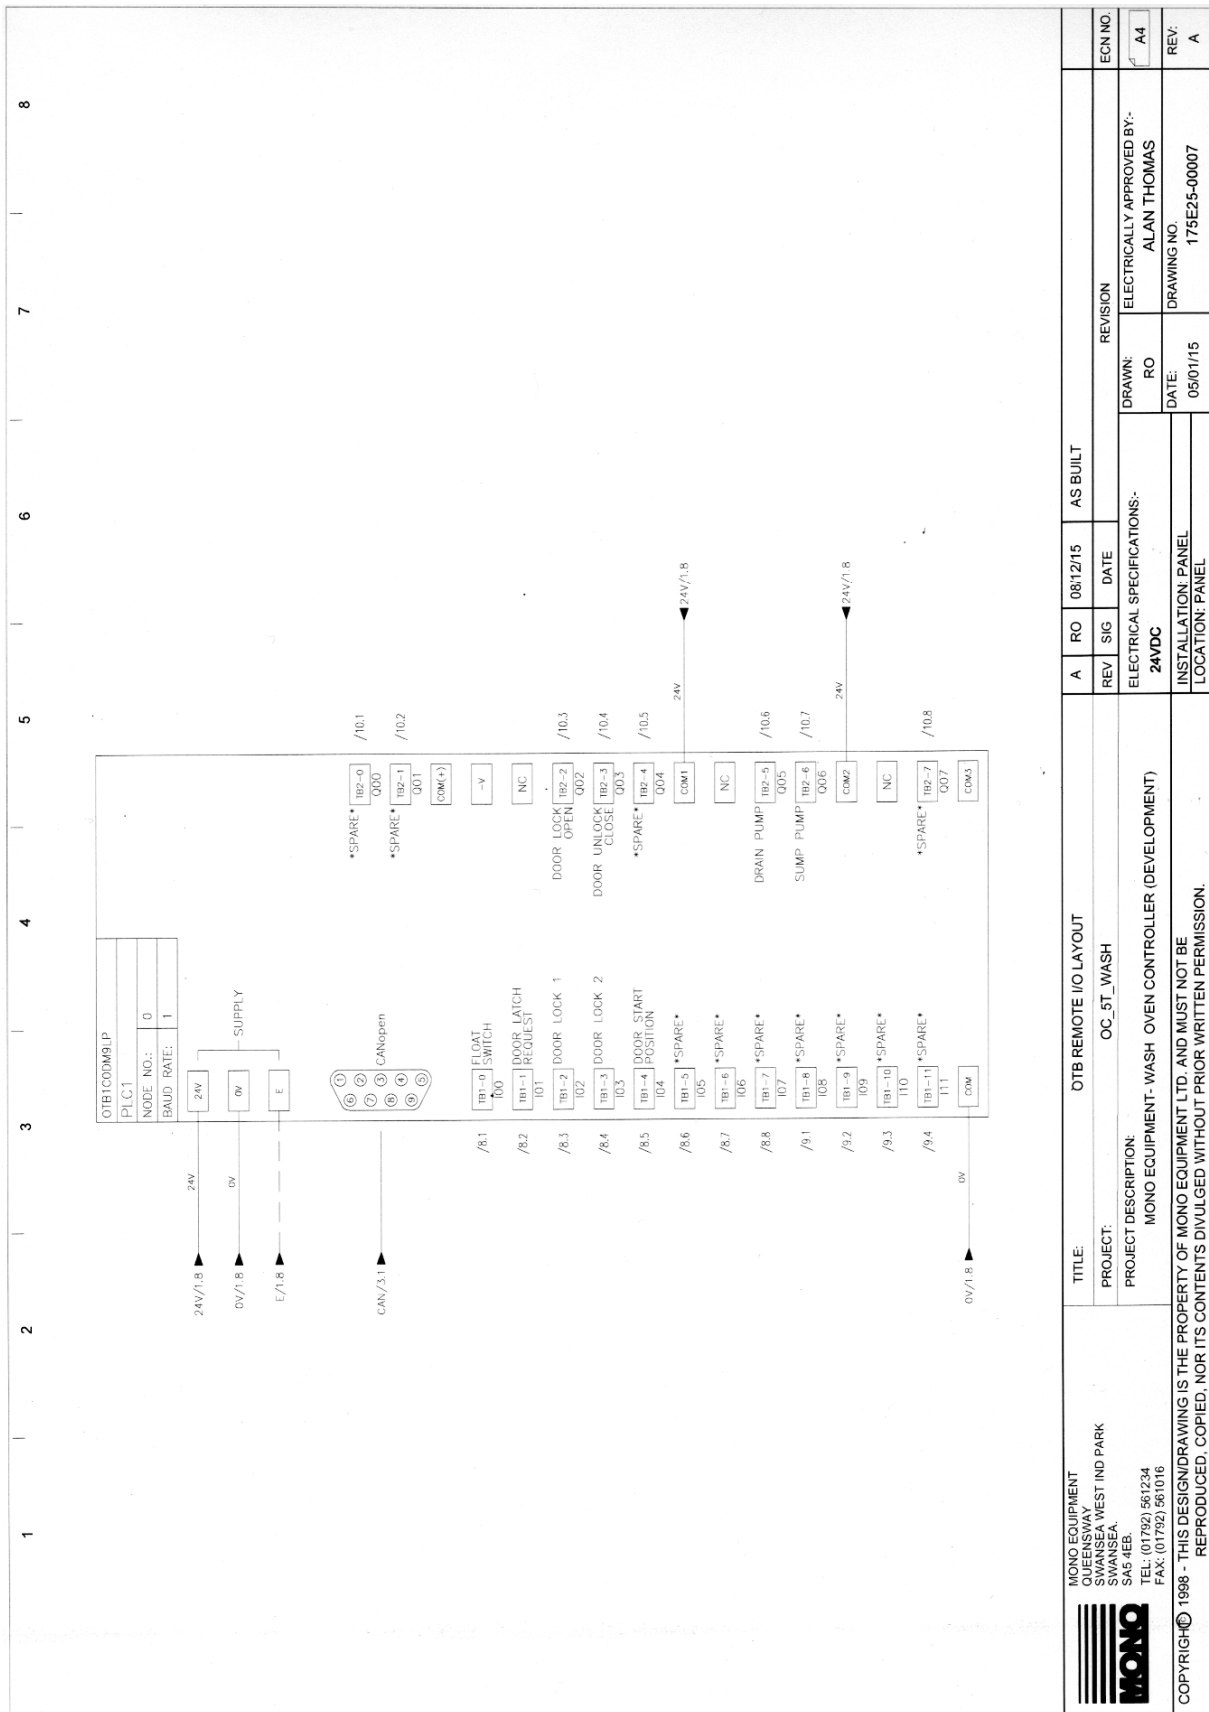 1
2
3
4
5
6
7
8
OTB1C0DM9LP
PLC1
NODE NO.: 0
BAUD RATE: 1
24V/1.8
24V
24V
0V/1.8
0V
0V
E/1.8
E
SUPPLY
CAN/3.1
6 7 8 9
1 2 3 4 5
CANopen
/8.1 TB1-0 I00 FLOAT SWITCH
/8.2 TB1-1 I01 DOOR LATCH REQUEST
/8.3 TB1-2 I02 DOOR LOCK 1
/8.4 TB1-3 I03 DOOR LOCK 2
/8.5 TB1-4 I04 DOOR START POSITION
/8.6 TB1-5 I05 *SPARE*
/8.7 TB1-6 I06 *SPARE*
/8.8 TB1-7 I07 *SPARE*
/9.1 TB1-8 I08 *SPARE*
/9.2 TB1-9 I09 *SPARE*
/9.3 TB1-10 I10 *SPARE*
/9.4 TB1-11 I11 *SPARE*
0V/1.8 0V COM
*SPARE* TB2-0 Q00 /10.1
*SPARE* TB2-1 Q01 /10.2
COM(+)
-V
NC
DOOR LOCK OPEN TB2-2 Q02 /10.3
DOOR UNLOCK CLOSE TB2-3 Q03 /10.4
*SPARE* TB2-4 Q04 /10.5
COM1 24V 24V/1.8
NC
DRAIN PUMP TB2-5 Q05 /10.6
SUMP PUMP TB2-6 Q06 /10.7
COM2 24V 24V/1.8
NC
*SPARE* TB2-7 Q07 /10.8
COM3
MONO
MONO EQUIPMENT
QUEENSWAY
SWANSEA WEST IND PARK
SWANSEA.
SA5 4EB.
TEL: (01792) 561234
FAX: (01792) 561016
TITLE: OTB REMOTE I/O LAYOUT
PROJECT: OC_5T_WASH
PROJECT DESCRIPTION:
MONO EQUIPMENT- WASH OVEN CONTROLLER (DEVELOPMENT)
A RO 08/12/15 AS BUILT
REV SIG DATE REVISION ECN NO.
ELECTRICAL SPECIFICATIONS:-
24VDC
DRAWN:
RO
ELECTRICALLY APPROVED BY:-
ALAN THOMAS
A4
INSTALLATION: PANEL
LOCATION: PANEL
DATE:
05/01/15
DRAWING NO.
175E25-00007
REV:
A
COPYRIGHT© 1998 - THIS DESIGN/DRAWING IS THE PROPERTY OF MONO EQUIPMENT LTD. AND MUST NOT BE
REPRODUCED, COPIED, NOR ITS CONTENTS DIVULGED WITHOUT PRIOR WRITTEN PERMISSION.